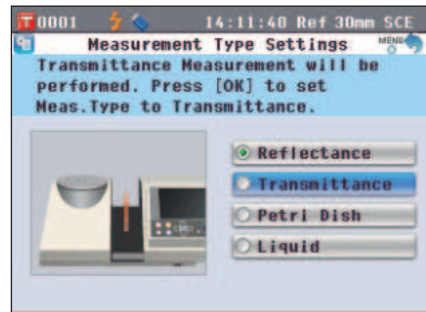 T 0001 14:11:40 Ref 30mm SCE
Measurement Type Settings MENU
Transmittance Measurement will be
performed. Press [OK] to set
Meas.Type to Transmittance.
Reflectance
Transmittance
Petri Dish
Liquid